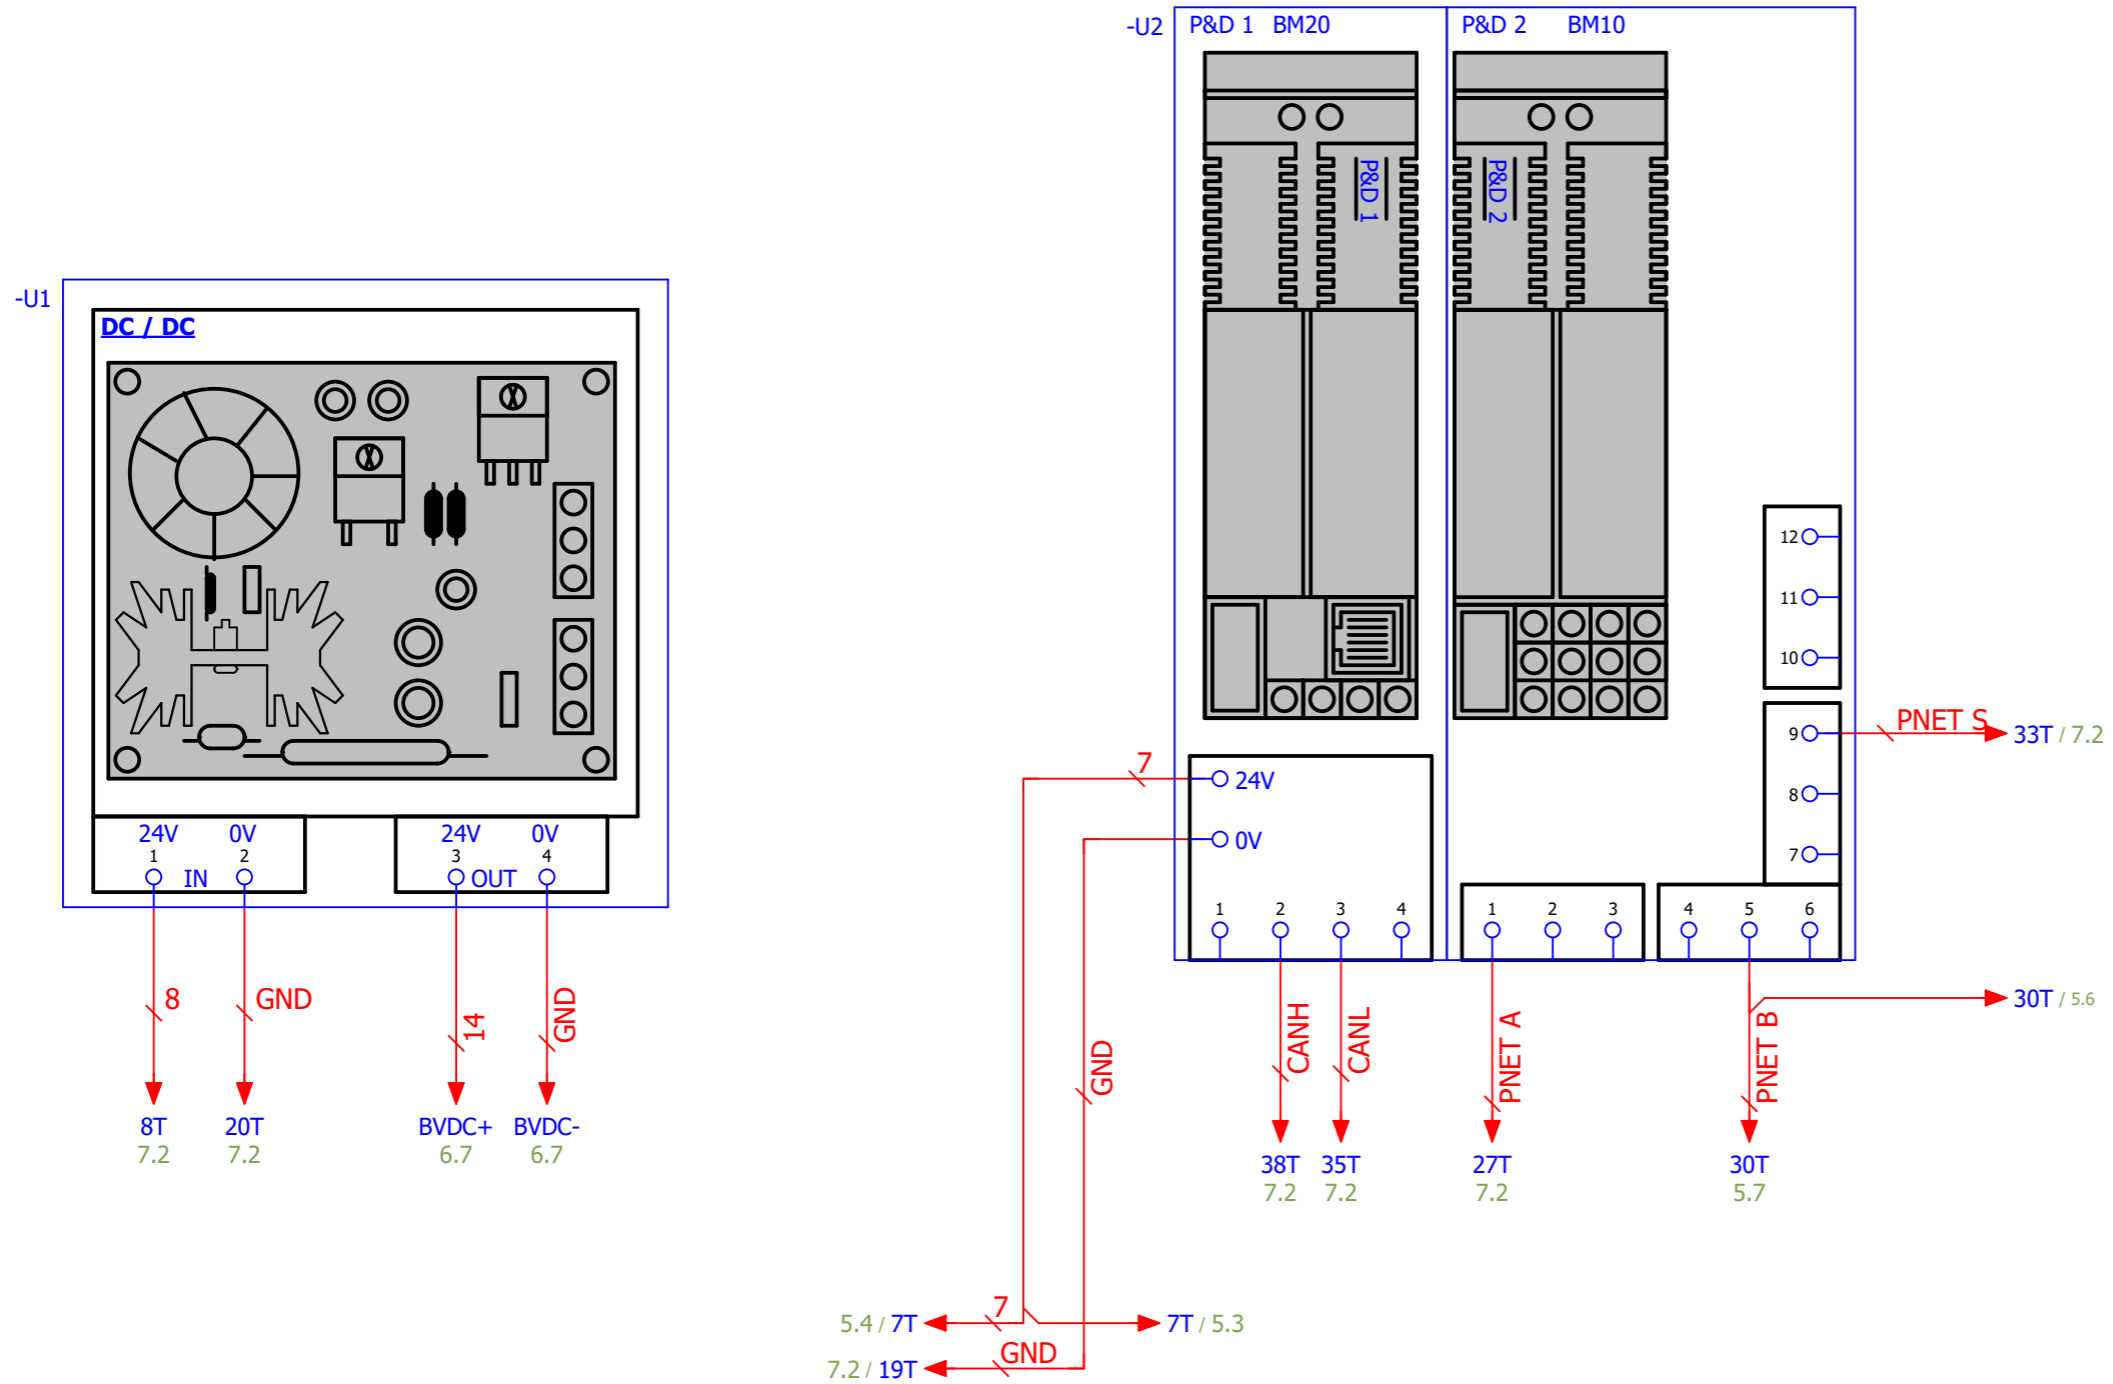 -U2 P&D 1 BM20 P&D 2 BM10
P&D 1
P&D 2
-U1
DC / DC
12
11
10
9 PNET S 33T / 7.2
8
7
7
24V
0V
24V 0V 24V 0V
1 2 3 4
IN OUT
1 2 3 4 1 2 3 4 5 6
8 GND 14 GND
30T / 5.6
GND CANH CANL PNET A PNET B
8T 20T BVDC+ BVDC-
7.2 7.2 6.7 6.7
38T 35T 27T 30T
7.2 7.2 7.2 5.7
5.4 / 7T 7 7T / 5.3
7.2 / 19T GND